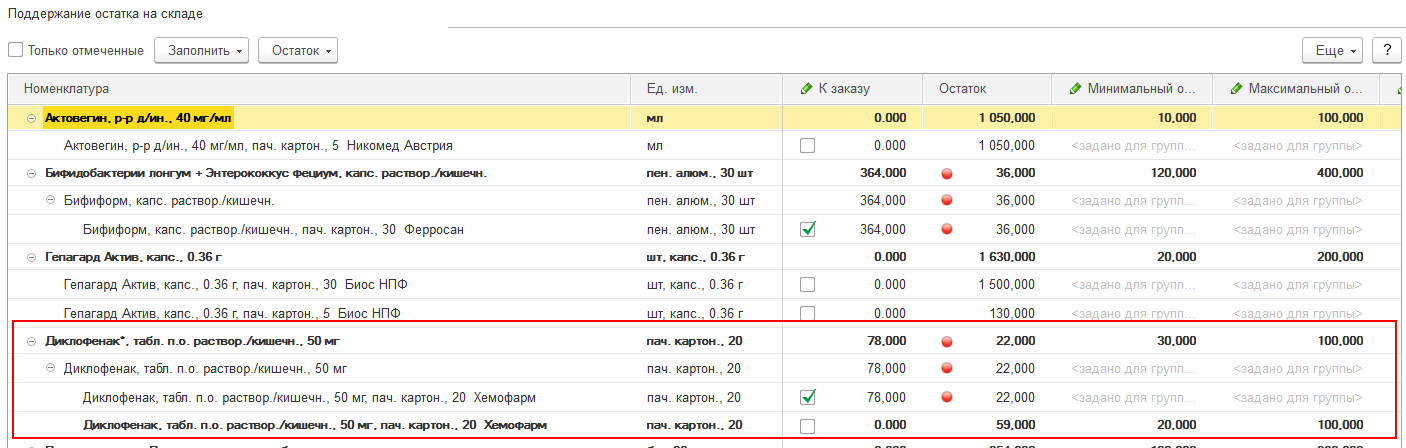 Поддержание остатка на складе
Только отмеченные Заполнить Остаток Еще ?
Номенклатура Ед. изм. К заказу Остаток Минимальный о... Максимальный о...
Актовегин, р-р д/ин., 40 мг/мл мл 0.000 1 050,000 10,000 100,000
Актовегин, р-р д/ин., 40 мг/мл, пач. картон., 5 Никомед Австрия мл 0.000 1 050,000 <задано для групп... <задано для группы>
Бифидобактерии лонгум + Энтерококкус фециум, капс. раствор./кишечн. пен. алюм., 30 шт 364,000 36,000 120,000 400,000
Бифиформ, капс. раствор./кишечн. пен. алюм., 30 шт 364,000 36,000 <задано для групп... <задано для группы>
Бифиформ, капс. раствор./кишечн., пач. картон., 30 Ферросан пен. алюм., 30 шт 364,000 36,000 <задано для групп... <задано для группы>
Гепагард Актив, капс., 0.36 г шт, капс., 0.36 г 0.000 1 630,000 20,000 200,000
Гепагард Актив, капс., 0.36 г, пач. картон., 30 Биос НПФ шт, капс., 0.36 г 0.000 1 500,000 <задано для групп... <задано для группы>
Гепагард Актив, капс., 0.36 г, пач. картон., 5 Биос НПФ шт, капс., 0.36 г 0.000 130,000 <задано для групп... <задано для группы>
Диклофенак*, табл. п.о. раствор./кишечн., 50 мг пач. картон., 20 78,000 22,000 30,000 100,000
Диклофенак, табл. п.о. раствор./кишечн., 50 мг пач. картон., 20 78,000 22,000 <задано для групп... <задано для группы>
Диклофенак, табл. п.о. раствор./кишечн., 50 мг, пач. картон., 20 Хемофарм пач. картон., 20 78,000 22,000 <задано для групп... <задано для группы>
Диклофенак, табл. п.о. раствор./кишечн., 50 мг, пач. картон., 20 Хемофарм пач. картон., 20 0.000 59,000 20,000 100,000